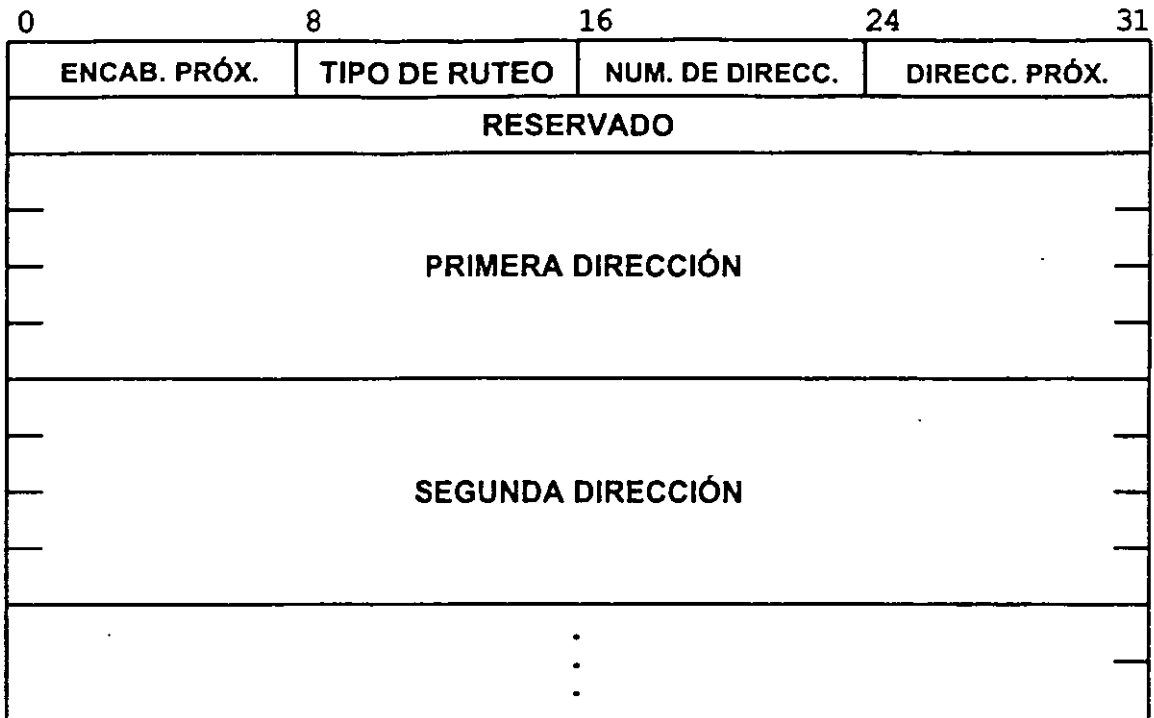 0 8 16 24 31
ENCAB. PRÓX. TIPO DE RUTEO NUM. DE DIRECC. DIRECC. PRÓX.
RESERVADO
PRIMERA DIRECCIÓN
SEGUNDA DIRECCIÓN